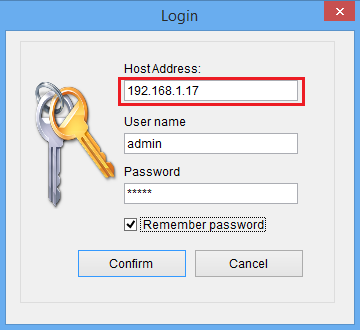 Login
HostAddress:
192.168.1.17
User name
admin
Password
*****
Remember password
Confirm
Cancel